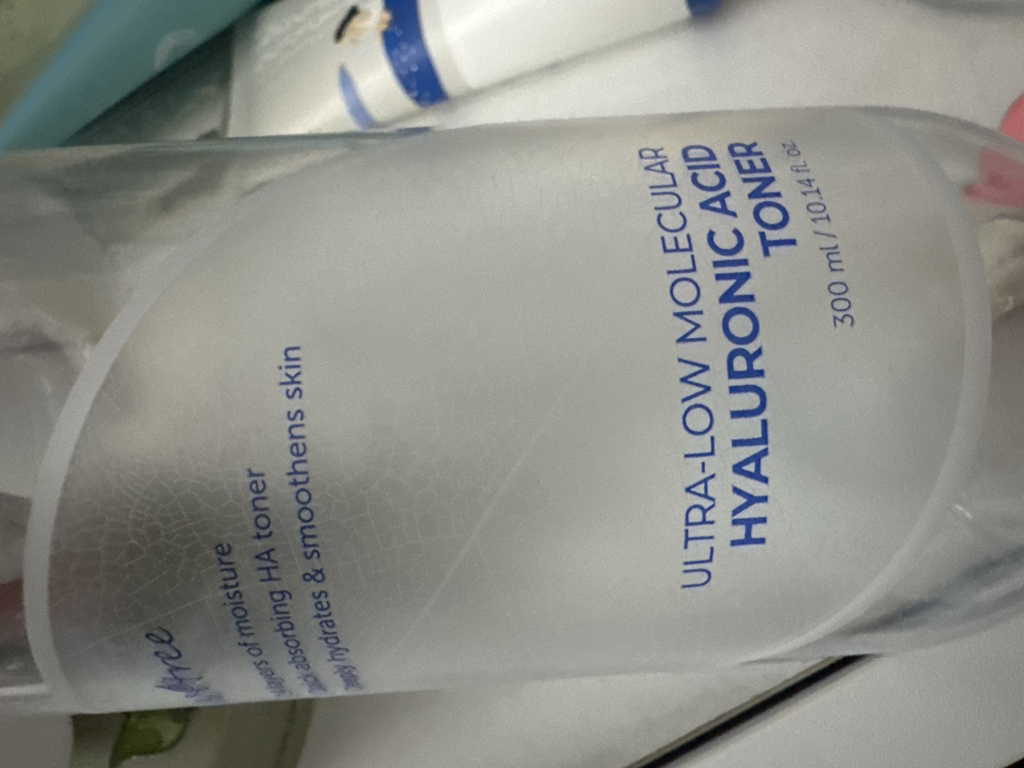 of moisture
absorbing HA toner
hydrates & smoothens skin
ULTRA-LOW MOLECULAR
HYALURONIC ACID
TONER
300 ml / 10.14 fl. oz